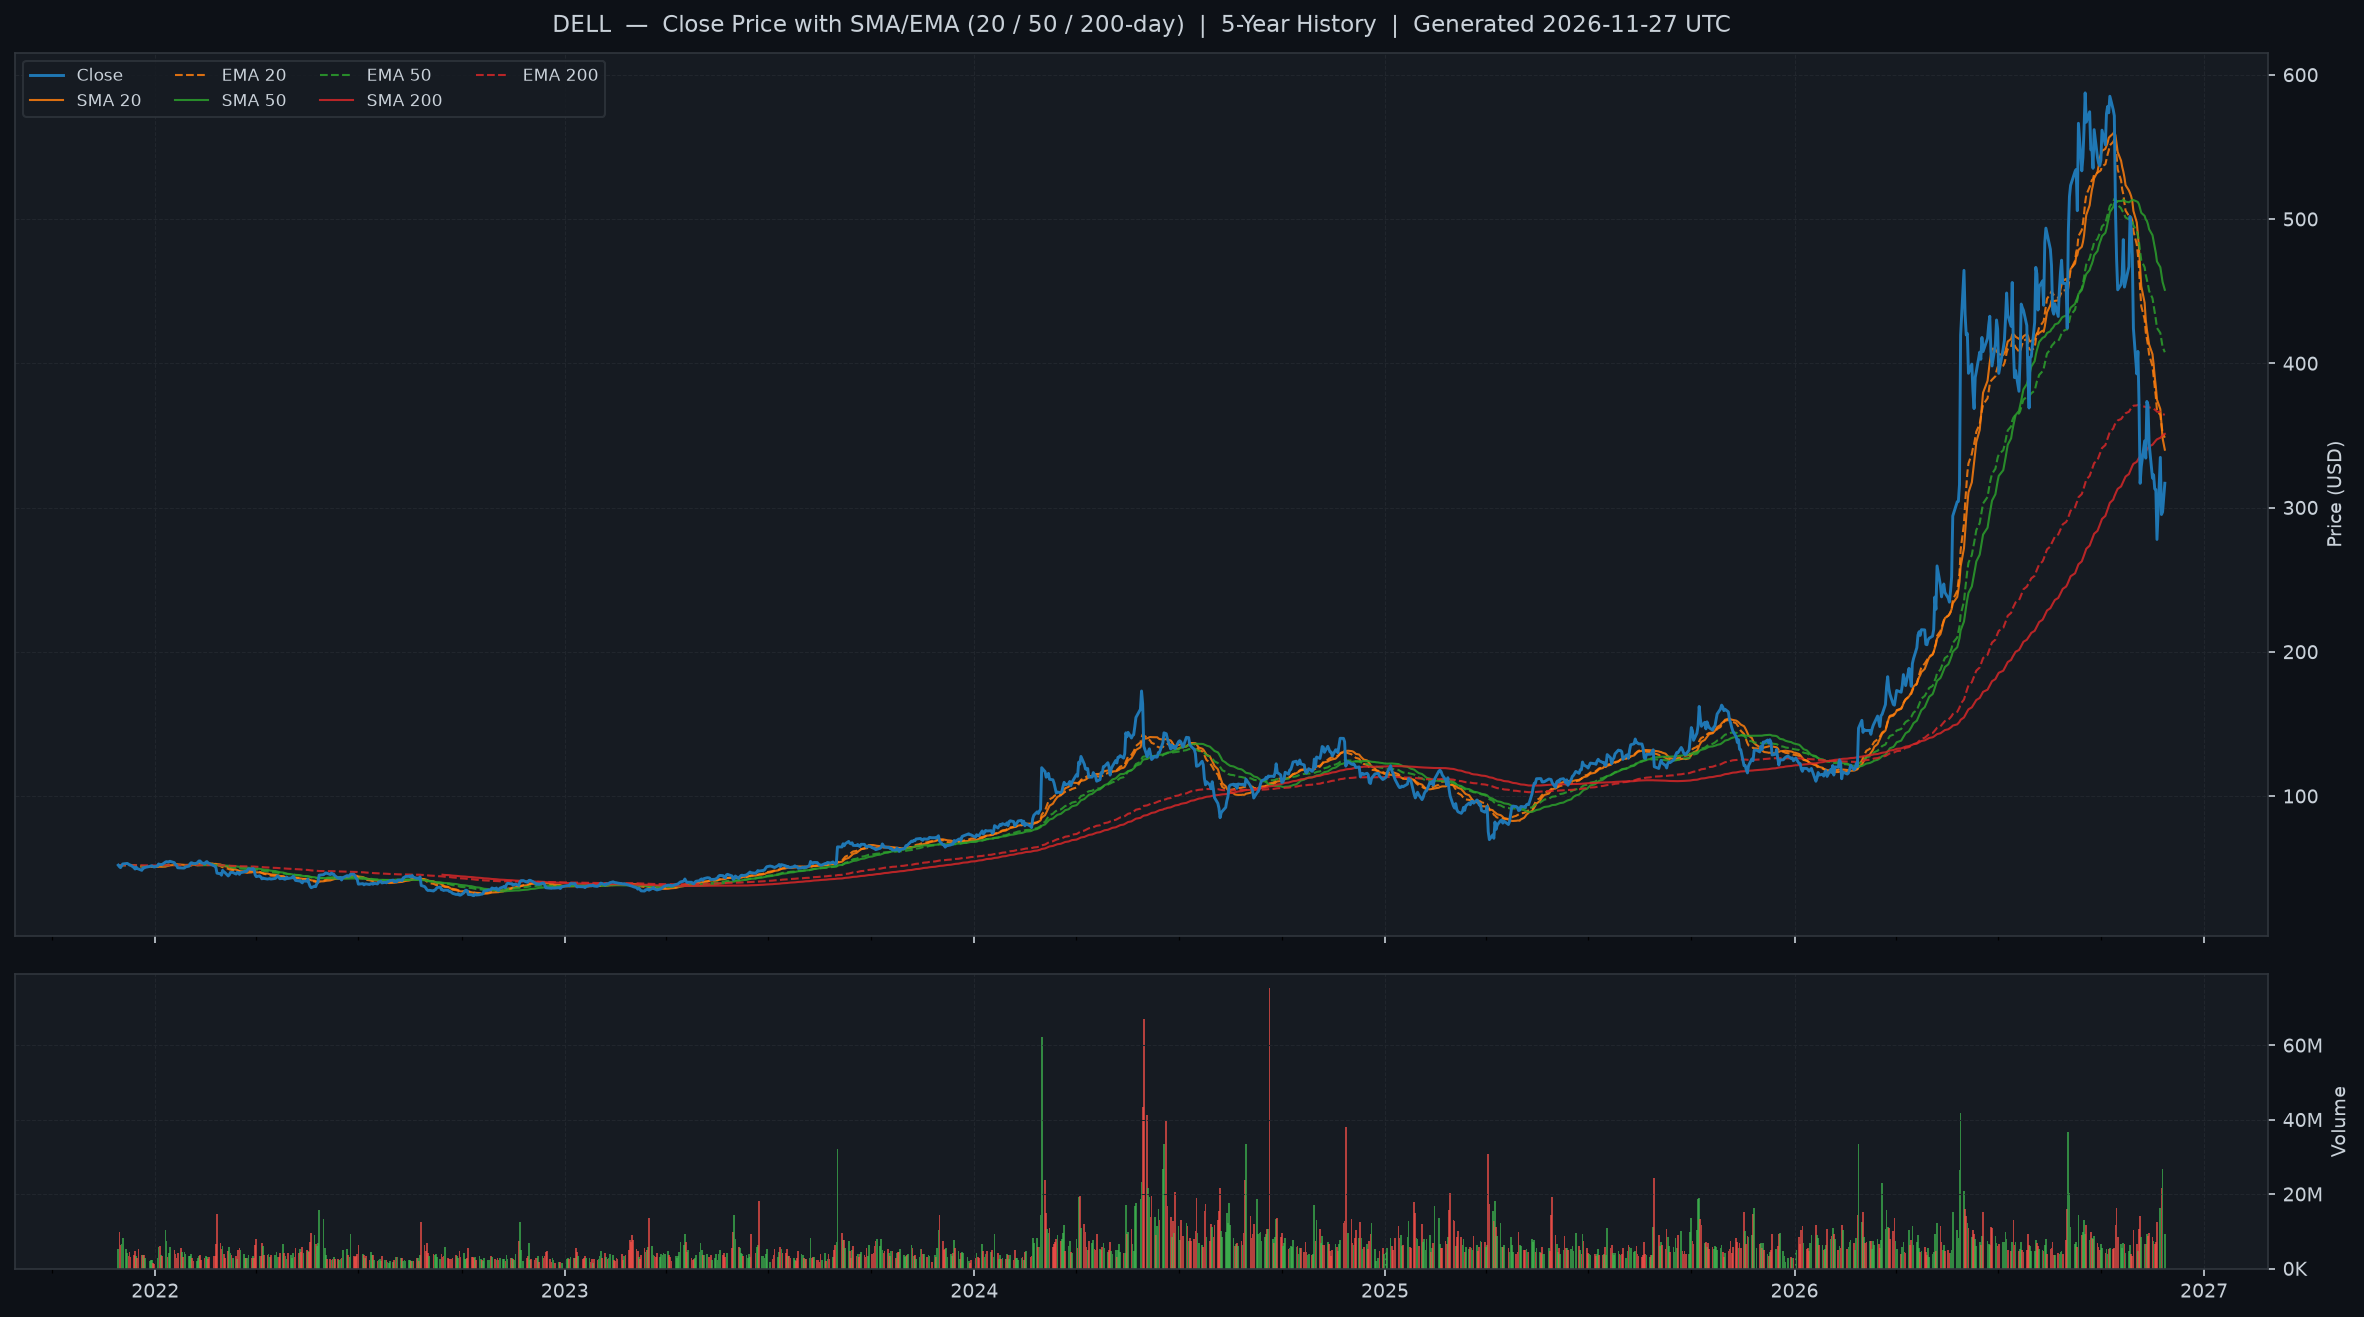 DELL — Close Price with SMA/EMA (20 / 50 / 200-day) | 5-Year History | Generated 2026-11-27 UTC
Close
SMA 20
EMA 20
SMA 50
EMA 50
SMA 200
EMA 200
600
500
400
300
200
100
Price (USD)
60M
40M
20M
0K
Volume
2022
2023
2024
2025
2026
2027